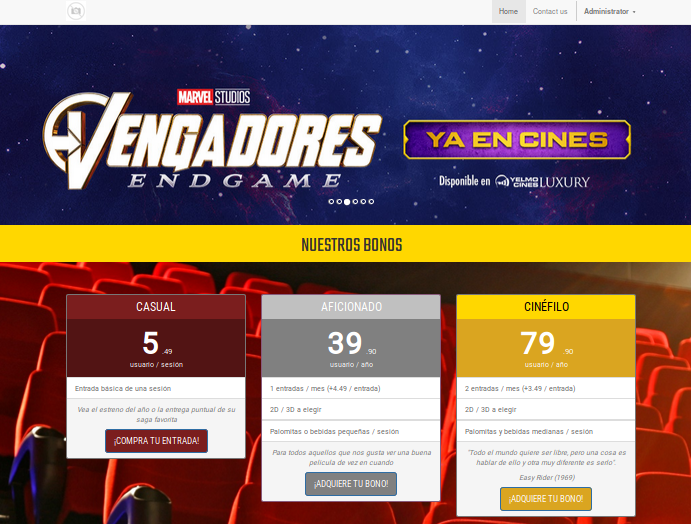 Home Contact us Administrator
MARVEL STUDIOS
VENGADORES
ENDGAME
YA EN CINES
Disponible en YELMO CINES LUXURY
NUESTROS BONOS
CASUAL
5 .49
usuario / sesión
Entrada básica de una sesión
Vea el estreno del año o la entrega puntual de su
saga favorita
¡COMPRA TU ENTRADA!
AFICIONADO
39 .90
usuario / año
1 entradas / mes (+4.49 / entrada)
2D / 3D a elegir
Palomitas o bebidas pequeñas / sesión
Para todos aquellos que nos gusta ver una buena
película de vez en cuando
¡ADQUIERE TU BONO!
CINÉFILO
79 .90
usuario / año
2 entradas / mes (+3.49 / entrada)
2D / 3D a elegir
Palomitas y bebidas medianas / sesión
"Todo el mundo quiere ser libre, pero una cosa es
hablar de ello y otra muy diferente es serlo".
Easy Rider (1969)
¡ADQUIERE TU BONO!